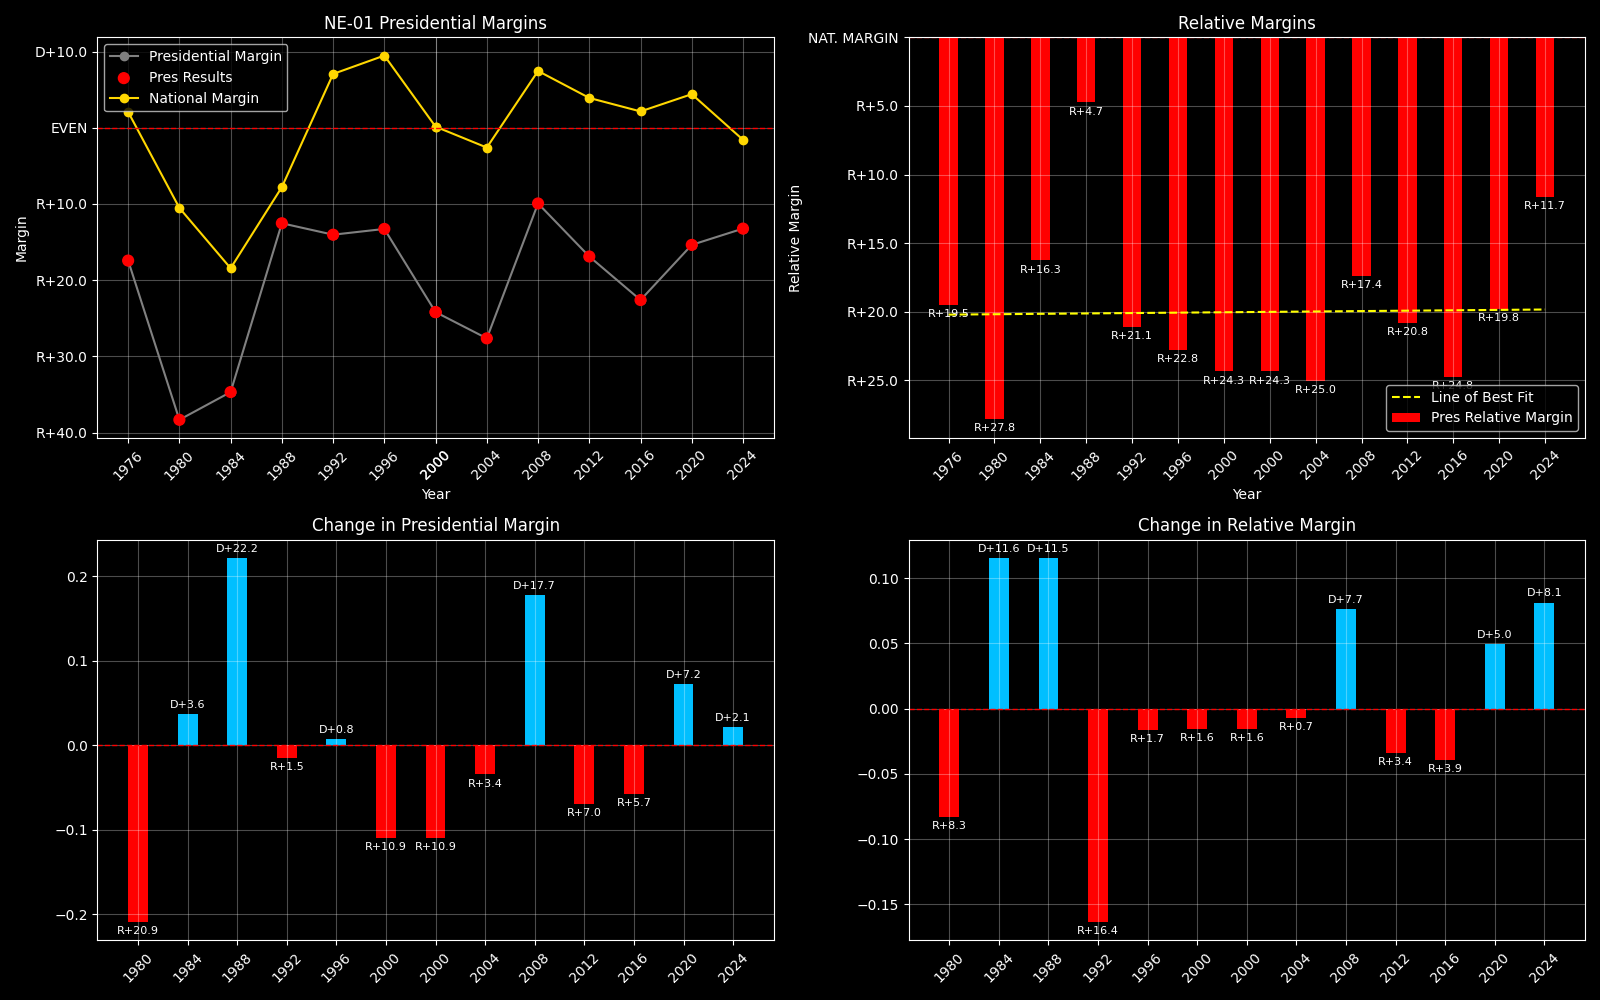 NE-01 Presidential Margins
Presidential Margin
Pres Results
National Margin
D+10.0
EVEN
R+10.0
R+20.0
R+30.0
R+40.0
Margin
1976
1980
1984
1988
1992
1996
2000
2004
2008
2012
2016
2020
2024
Year
Relative Margins
NAT. MARGIN
R+5.0
R+10.0
R+15.0
R+20.0
R+25.0
Relative Margin
R+19.5
R+27.8
R+16.3
R+4.7
R+21.1
R+22.8
R+24.3
R+24.3
R+25.0
R+17.4
R+20.8
R+24.8
R+19.8
R+11.7
Line of Best Fit
Pres Relative Margin
1976
1980
1984
1988
1992
1996
2000
2000
2004
2008
2012
2016
2020
2024
Year
Change in Presidential Margin
0.2
0.1
0.0
−0.1
−0.2
R+20.9
D+3.6
D+22.2
R+1.5
D+0.8
R+10.9
R+10.9
R+3.4
D+17.7
R+7.0
R+5.7
D+7.2
D+2.1
1980
1984
1988
1992
1996
2000
2000
2004
2008
2012
2016
2020
2024
Change in Relative Margin
0.10
0.05
0.00
−0.05
−0.10
−0.15
R+8.3
D+11.6
D+11.5
R+16.4
R+1.7
R+1.6
R+1.6
R+0.7
D+7.7
R+3.4
R+3.9
D+5.0
D+8.1
1980
1984
1988
1992
1996
2000
2000
2004
2008
2012
2016
2020
2024